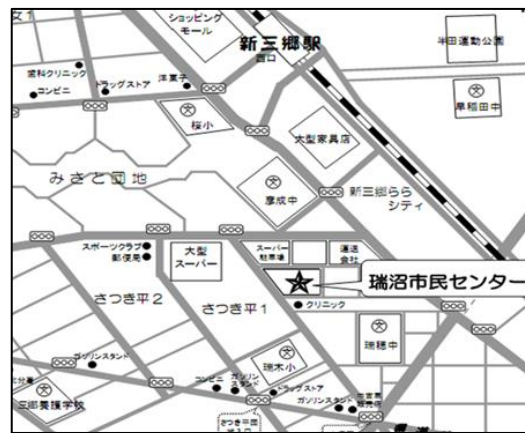 女1
ショッピング
モール
新三郷駅
西口
半田運動公園
歯科クリニック
コンビニ
ドラッグストア
洋菓子
桜小
早稲田中
大型家具店
みさと団地
彦成中
新三郷らら
シティ
スポーツクラブ
郵便局
大型
スーパー
スーパー
駐車場
運送
会社
瑞沼市民センター
さつき平2
さつき平1
クリニック
瑞穂中
ガソリンスタンド
瑞木小
コンビニ
ガソリン
スタンド
ドラッグストア
ガソリンスタンド
三郷養護学校
さつき平団